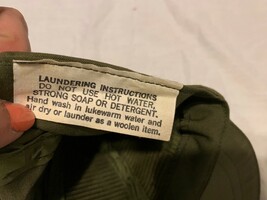 LAUNDERING INSTRUCTIONS
DO NOT USE HOT WATER,
STRONG SOAP OR DETERGENT.
Hand wash in lukewarm water and
air dry or launder as a woolen item.